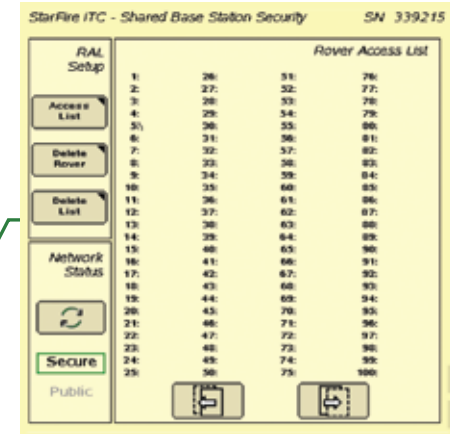 StarFire iTC - Shared Base Station Security SN 339215
RAL
Setup
Access
List
Delete
Rover
Delete
List
Network
Status
Secure
Public
Rover Access List
1: 26: 51: 76:
2: 27: 52: 77:
3: 28: 53: 78:
4: 29: 54: 79:
5: 30: 55: 80:
6: 31: 56: 81:
7: 32: 57: 82:
8: 33: 58: 83:
9: 34: 59: 84:
10: 35: 60: 85:
11: 36: 61: 86:
12: 37: 62: 87:
13: 38: 63: 88:
14: 39: 64: 89:
15: 40: 65: 90:
16: 41: 66: 91:
17: 42: 67: 92:
18: 43: 68: 93:
19: 44: 69: 94:
20: 45: 70: 95:
21: 46: 71: 96:
22: 47: 72: 97:
23: 48: 73: 98:
24: 49: 74: 99:
25: 50: 75: 100: